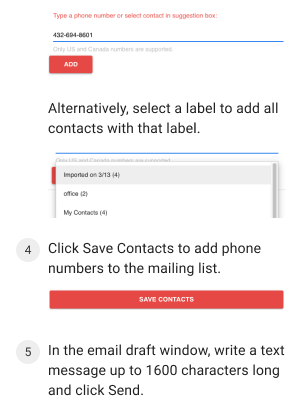 Type a phone number or select contact in suggestion box:
432-694-8601
Only US and Canada numbers are supported.
ADD
Alternatively, select a label to add all
contacts with that label.
Only US and Canada numbers are supported.
Imported on 3/13 (4)
office (2)
My Contacts (4)
4 Click Save Contacts to add phone
numbers to the mailing list.
SAVE CONTACTS
5 In the email draft window, write a text
message up to 1600 characters long
and click Send.